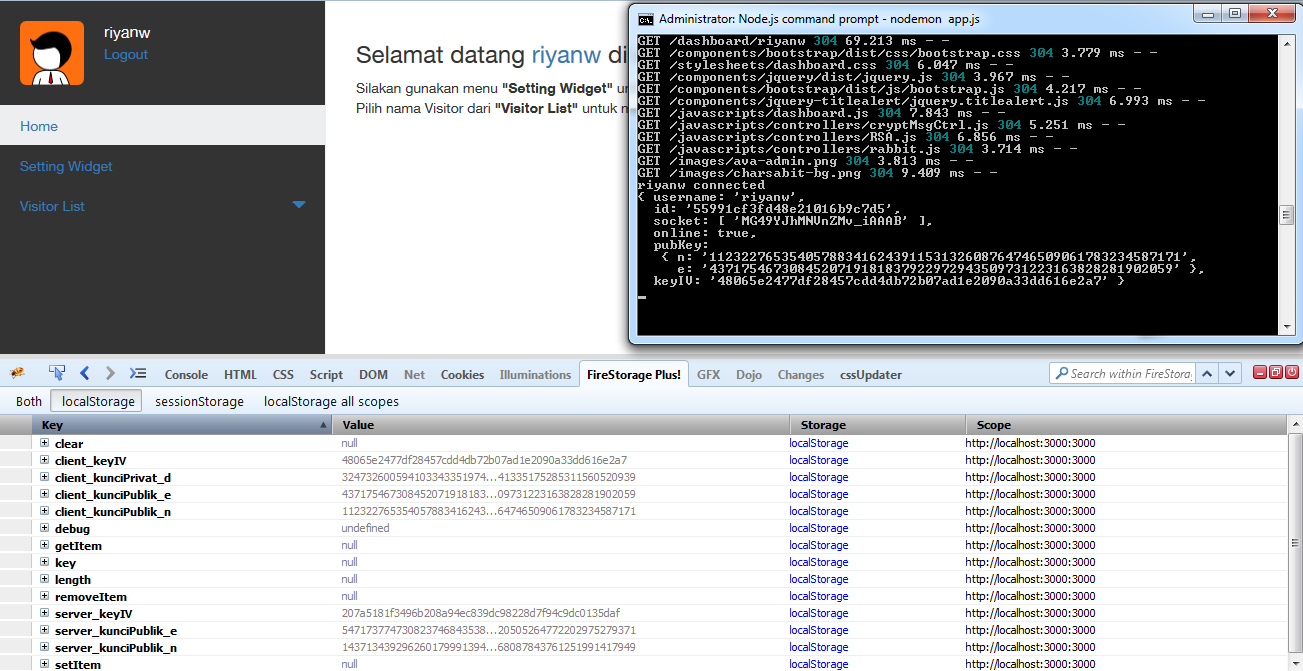 riyanw
Logout
Home
Setting Widget
Visitor List
Selamat datang riyanw di
Silakan gunakan menu "Setting Widget" un
Pilih nama Visitor dari "Visitor List" untuk m
Administrator: Node.js command prompt - nodemon app.js
GET /dashboard/riyanw 304 69.213 ms - -
GET /components/bootstrap/dist/css/bootstrap.css 304 3.779 ms - -
GET /stylesheets/dashboard.css 304 6.047 ms - -
GET /components/jquery/dist/jquery.js 304 3.967 ms - -
GET /components/bootstrap/dist/js/bootstrap.js 304 4.217 ms - -
GET /components/jquery-titlealert/jquery.titlealert.js 304 6.993 ms - -
GET /javascripts/dashboard.js 304 7.843 ms - -
GET /javascripts/controllers/cryptMsgCtrl.js 304 5.251 ms - -
GET /javascripts/controllers/RSA.js 304 6.856 ms - -
GET /javascripts/controllers/rabbit.js 304 3.714 ms - -
GET /images/ava-admin.png 304 3.813 ms - -
GET /images/charsabit-bg.png 304 9.409 ms - -
riyanw connected
{ username: 'riyanw',
id: '55991cf3fd48e21016b9c7d5',
socket: [ 'MG49YJhMNVnZMv_iAAAB' ],
online: true,
pubKey:
{ n: '112322765354057883416243911531326087647465090617832345871​71',
e: '43717546730845207191818379229729435097312231638282819020​59' },
keyIV: '48065e2477df28457cdd4db72b07ad1e2090a33dd616e2a7' }
Console HTML CSS Script DOM Net Cookies Illuminations FireStorage Plus! GFX Dojo Changes cssUpdater
Search within FireStora
Both localStorage sessionStorage localStorage all scopes
Key Value Storage Scope
clear null localStorage http://localhost:3000:3000
client_keyIV 48065e2477df28457cdd4db72b07ad1e2090a33dd616e2a7 localStorage http://localhost:3000:3000
client_kunciPrivat_d 324732600594103343351974...41335175285311560520939 localStorage http://localhost:3000:3000
client_kunciPublik_e 437175467308452071918183...09731223163828281902059 localStorage http://localhost:3000:3000
client_kunciPublik_n 112322765354057883416243...64746509061783234587171 localStorage http://localhost:3000:3000
debug undefined localStorage http://localhost:3000:3000
getItem null localStorage http://localhost:3000:3000
key null localStorage http://localhost:3000:3000
length null localStorage http://localhost:3000:3000
removeItem null localStorage http://localhost:3000:3000
server_keyIV 207a5181f3496b208a94ec839dc98228d7f94c9dc0135daf localStorage http://localhost:3000:3000
server_kunciPublik_e 547173774730823746843538...20505264772202975279371 localStorage http://localhost:3000:3000
server_kunciPublik_n 143713439296260179991394...68087843761251991417949 localStorage http://localhost:3000:3000
setItem null localStorage http://localhost:3000:3000